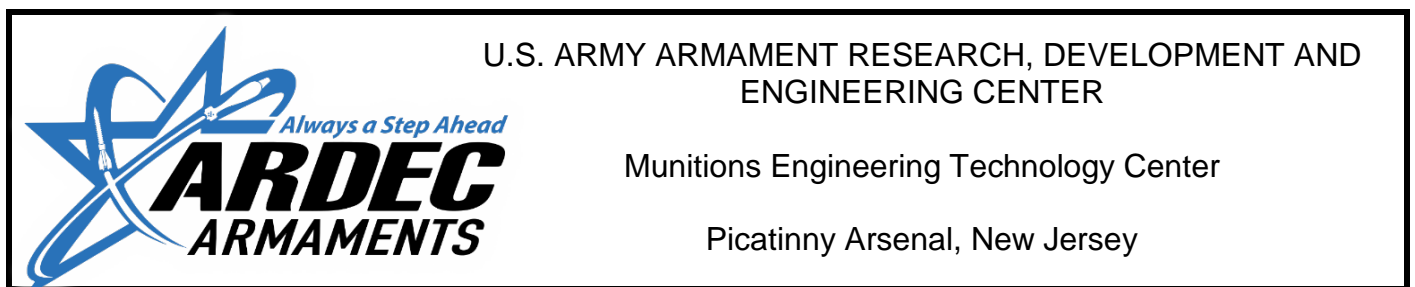 Always a Step Ahead
ARDEC
ARMAMENTS
U.S. ARMY ARMAMENT RESEARCH, DEVELOPMENT AND
ENGINEERING CENTER
Munitions Engineering Technology Center
Picatinny Arsenal, New Jersey